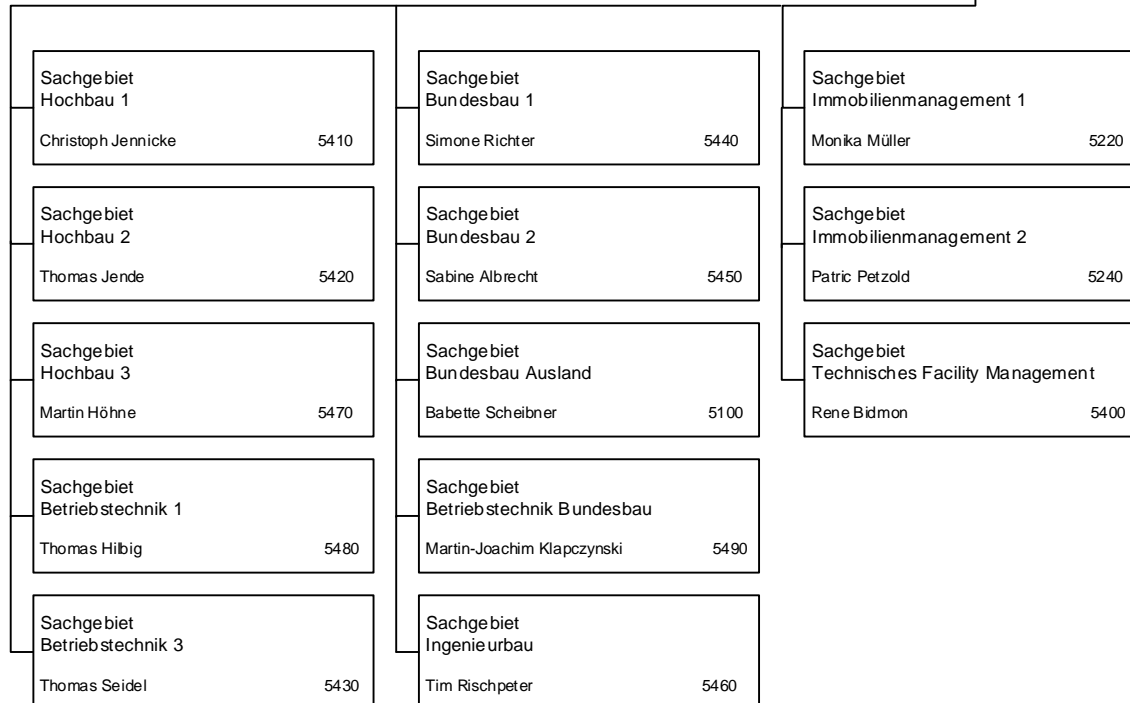 Sachgebiet
Hochbau 1
Christoph Jennicke 5410
Sachgebiet
Hochbau 2
Thomas Jende 5420
Sachgebiet
Hochbau 3
Martin Höhne 5470
Sachgebiet
Betriebstechnik 1
Thomas Hilbig 5480
Sachgebiet
Betriebstechnik 3
Thomas Seidel 5430
Sachgebiet
Bundesbau 1
Simone Richter 5440
Sachgebiet
Bundesbau 2
Sabine Albrecht 5450
Sachgebiet
Bundesbau Ausland
Babette Scheibner 5100
Sachgebiet
Betriebstechnik Bundesbau
Martin-Joachim Klapczynski 5490
Sachgebiet
Ingenieurbau
Tim Rischpeter 5460
Sachgebiet
Immobilienmanagement 1
Monika Müller 5220
Sachgebiet
Immobilienmanagement 2
Patric Petzold 5240
Sachgebiet
Technisches Facility Management
Rene Bidmon 5400